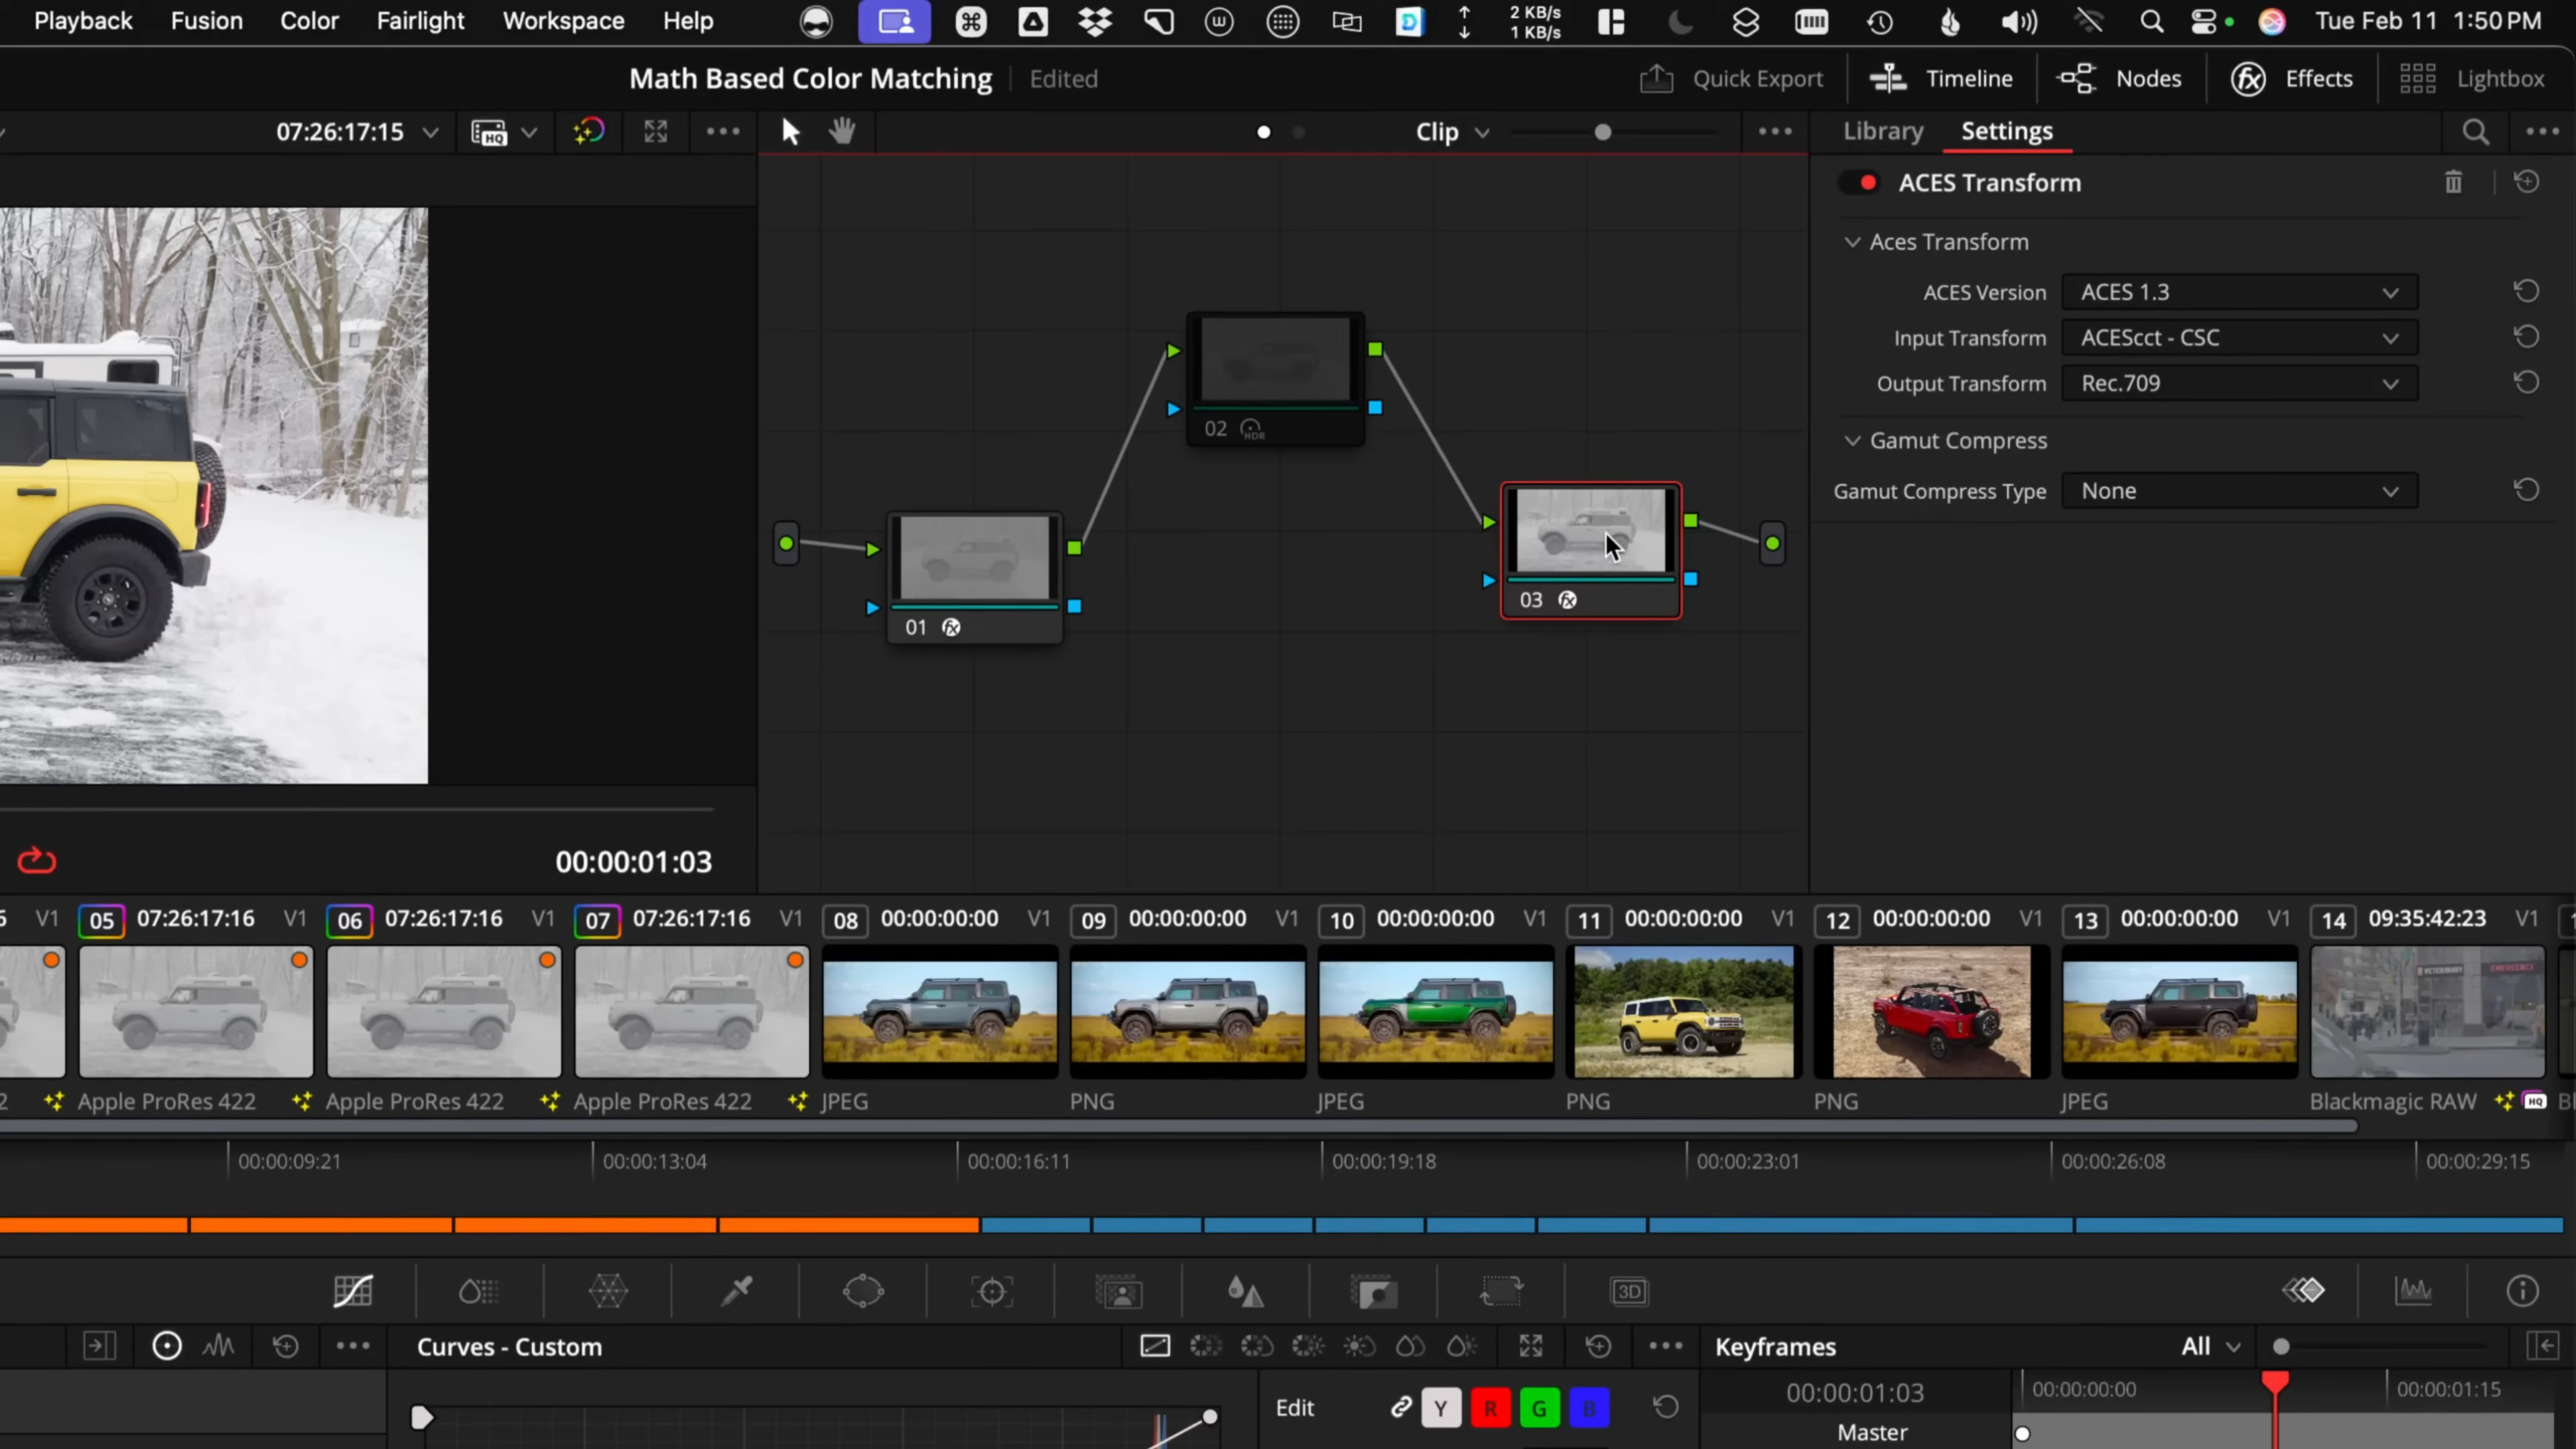 Playback Fusion Color Fairlight Workspace Help 2 KB/s Tue Feb 11 1:50 PM
1 KB/s
Math Based Color Matching Edited Quick Export Timeline Nodes Effects Lightbox
07:26:17:15 HQ Clip Library Settings
ACES Transform
Aces Transform
ACES Version ACES 1.3
Input Transform ACEScct - CSC
Output Transform Rec.709
Gamut Compress
Gamut Compress Type None
02 HDR
03
01
00:00:01:03
6 V1 05 07:26:17:16 V1 06 07:26:17:16 V1 07 07:26:17:16 V1 08 00:00:00:00 V1 09 00:00:00:00 V1 10 00:00:00:00 V1 11 00:00:00:00 V1 12 00:00:00:00 V1 13 00:00:00:00 V1 14 09:35:42:23 V1
VETERINARY EMERGENCY
2 Apple ProRes 422 Apple ProRes 422 Apple ProRes 422 JPEG PNG JPEG PNG PNG JPEG Blackmagic RAW HQ Bl
00:00:09:21 00:00:13:04 00:00:16:11 00:00:19:18 00:00:23:01 00:00:26:08 00:00:29:15
3D
Curves - Custom Keyframes All
Edit Y R G B 00:00:01:03 00:00:00:00 00:00:01:15
Master